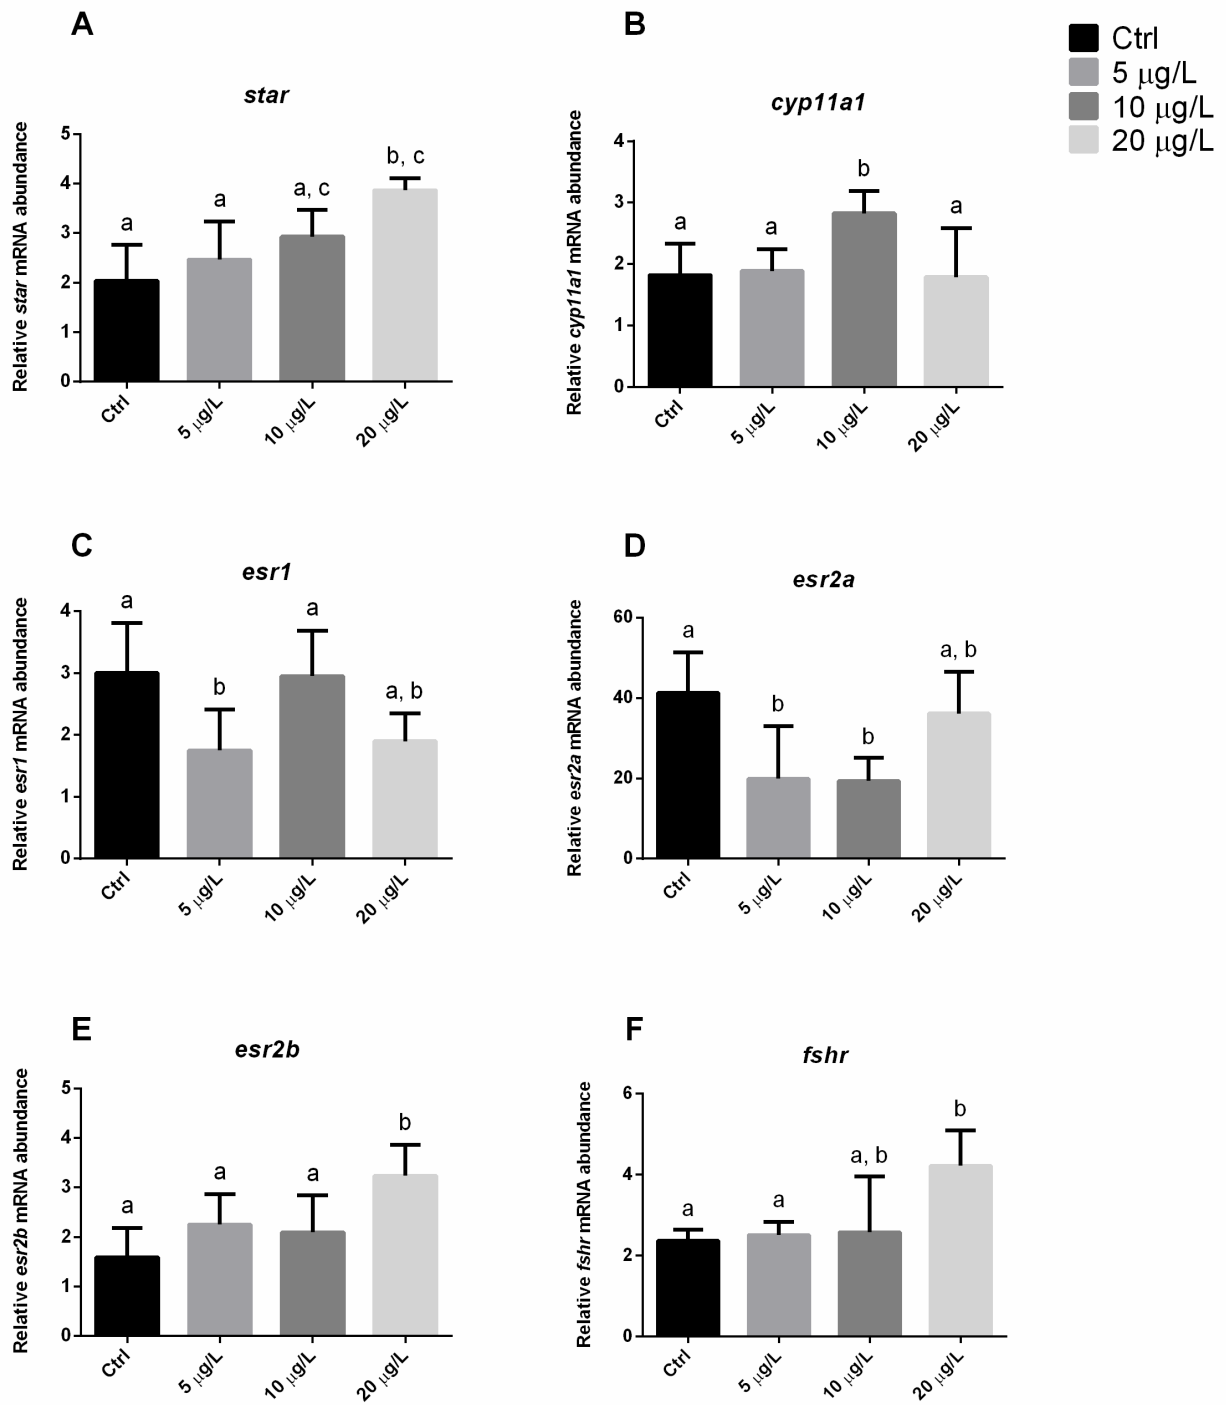 A
star
Relative star mRNA abundance
5
4
3
2
1
0
a
a
a, c
b, c
Ctrl
5 μg/L
10 μg/L
20 μg/L
B
cyp11a1
Relative cyp11a1 mRNA abundance
4
3
2
1
0
a
a
b
a
Ctrl
5 μg/L
10 μg/L
20 μg/L
Ctrl
5 μg/L
10 μg/L
20 μg/L
C
esr1
Relative esr1 mRNA abundance
4
3
2
1
0
a
b
a
a, b
Ctrl
5 μg/L
10 μg/L
20 μg/L
D
esr2a
Relative esr2a mRNA abundance
60
40
20
0
a
b
b
a, b
Ctrl
5 μg/L
10 μg/L
20 μg/L
E
esr2b
Relative esr2b mRNA abundance
5
4
3
2
1
0
a
a
a
b
Ctrl
5 μg/L
10 μg/L
20 μg/L
F
fshr
Relative fshr mRNA abundance
6
4
2
0
a
a
a, b
b
Ctrl
5 μg/L
10 μg/L
20 μg/L